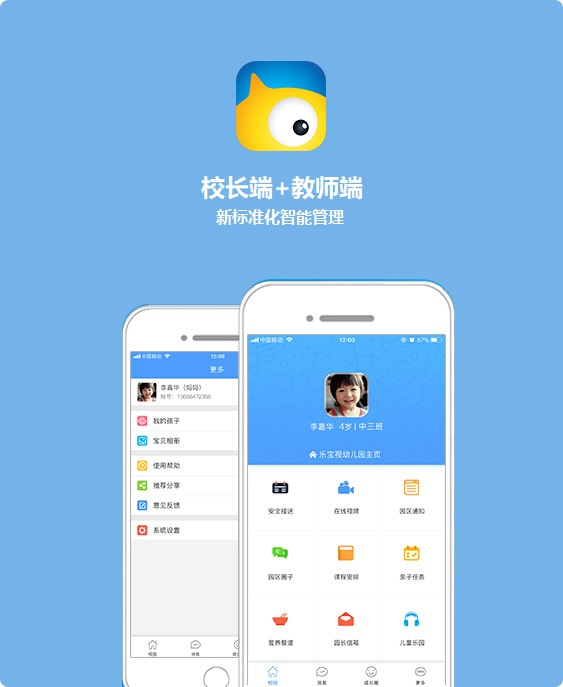 校长端+教师端
新标准化智能管理
中国移动 12:09
更多
李嘉华（妈妈）
账号：13658472358
我的孩子
宝贝相册
使用帮助
推荐分享
意见反馈
系统设置
校园 消息
中国移动 12:03 67%
李嘉华 4岁 | 中三班
乐宝视幼儿园主页
安全接送 在线视频 园区通知
园区圈子 课程安排 亲子任务
营养餐谱 园长信箱 儿童乐园
校园 消息 成长圈 更多